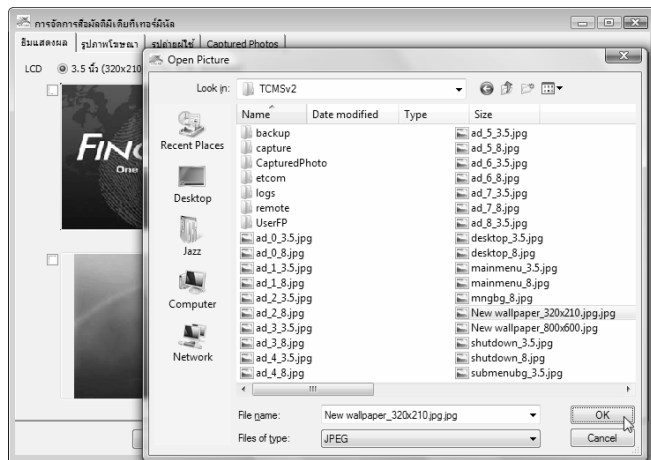 การจัดการสื่อมัลติมีเดียที่เทอร์มินัล
ธีมแสดงผล รูปภาพโฆษณา รูปถ่ายผู้ใช้ Captured Photos
LCD 3.5 นิ้ว (320x210
One
Open Picture
Look in: TCMSv2
Recent Places
Desktop
Jazz
Computer
Network
Name Date modified Type Size
backup
capture
CapturedPhoto
etcom
logs
remote
UserFP
ad_0_3.5.jpg
ad_0_8.jpg
ad_1_3.5.jpg
ad_1_8.jpg
ad_2_3.5.jpg
ad_2_8.jpg
ad_3_3.5.jpg
ad_3_8.jpg
ad_4_3.5.jpg
ad_4_8.jpg
ad_5_3.5.jpg
ad_5_8.jpg
ad_6_3.5.jpg
ad_6_8.jpg
ad_7_3.5.jpg
ad_7_8.jpg
ad_8_3.5.jpg
desktop_3.5.jpg
desktop_8.jpg
mainmenu_3.5.jpg
mainmenu_8.jpg
mngbg_8.jpg
New wallpaper_320x210.jpg.jpg
New wallpaper_800x600.jpg
shutdown_3.5.jpg
shutdown_8.jpg
submenubg_3.5.jpg
File name: New wallpaper_320x210.jpg.jpg OK
Files of type: JPEG Cancel